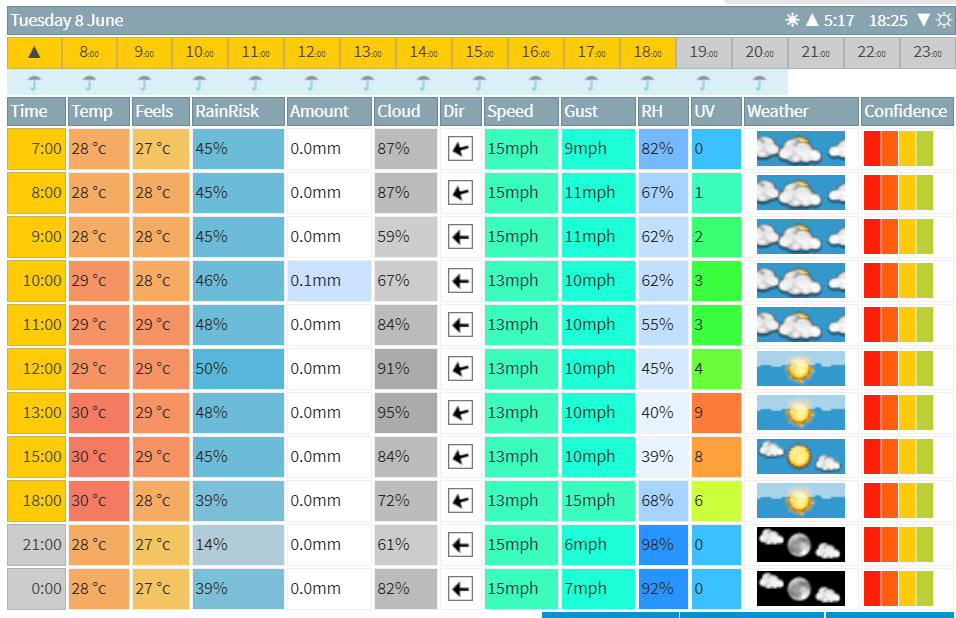 Tuesday 8 June 5:17 18:25
8:00 9:00 10:00 11:00 12:00 13:00 14:00 15:00 16:00 17:00 18:00 19:00 20:00 21:00 22:00 23:00
Time Temp Feels RainRisk Amount Cloud Dir Speed Gust RH UV Weather Confidence
7:00 28 °c 27 °c 45% 0.0mm 87% 15mph 9mph 82% 0
8:00 28 °c 28 °c 45% 0.0mm 87% 15mph 11mph 67% 1
9:00 28 °c 28 °c 45% 0.0mm 59% 15mph 11mph 62% 2
10:00 29 °c 28 °c 46% 0.1mm 67% 13mph 10mph 62% 3
11:00 29 °c 29 °c 48% 0.0mm 84% 13mph 10mph 55% 3
12:00 29 °c 29 °c 50% 0.0mm 91% 13mph 10mph 45% 4
13:00 30 °c 29 °c 48% 0.0mm 95% 13mph 10mph 40% 9
15:00 30 °c 29 °c 45% 0.0mm 84% 13mph 10mph 39% 8
18:00 30 °c 28 °c 39% 0.0mm 72% 13mph 15mph 68% 6
21:00 28 °c 27 °c 14% 0.0mm 61% 15mph 6mph 98% 0
0:00 28 °c 27 °c 39% 0.0mm 82% 15mph 7mph 92% 0